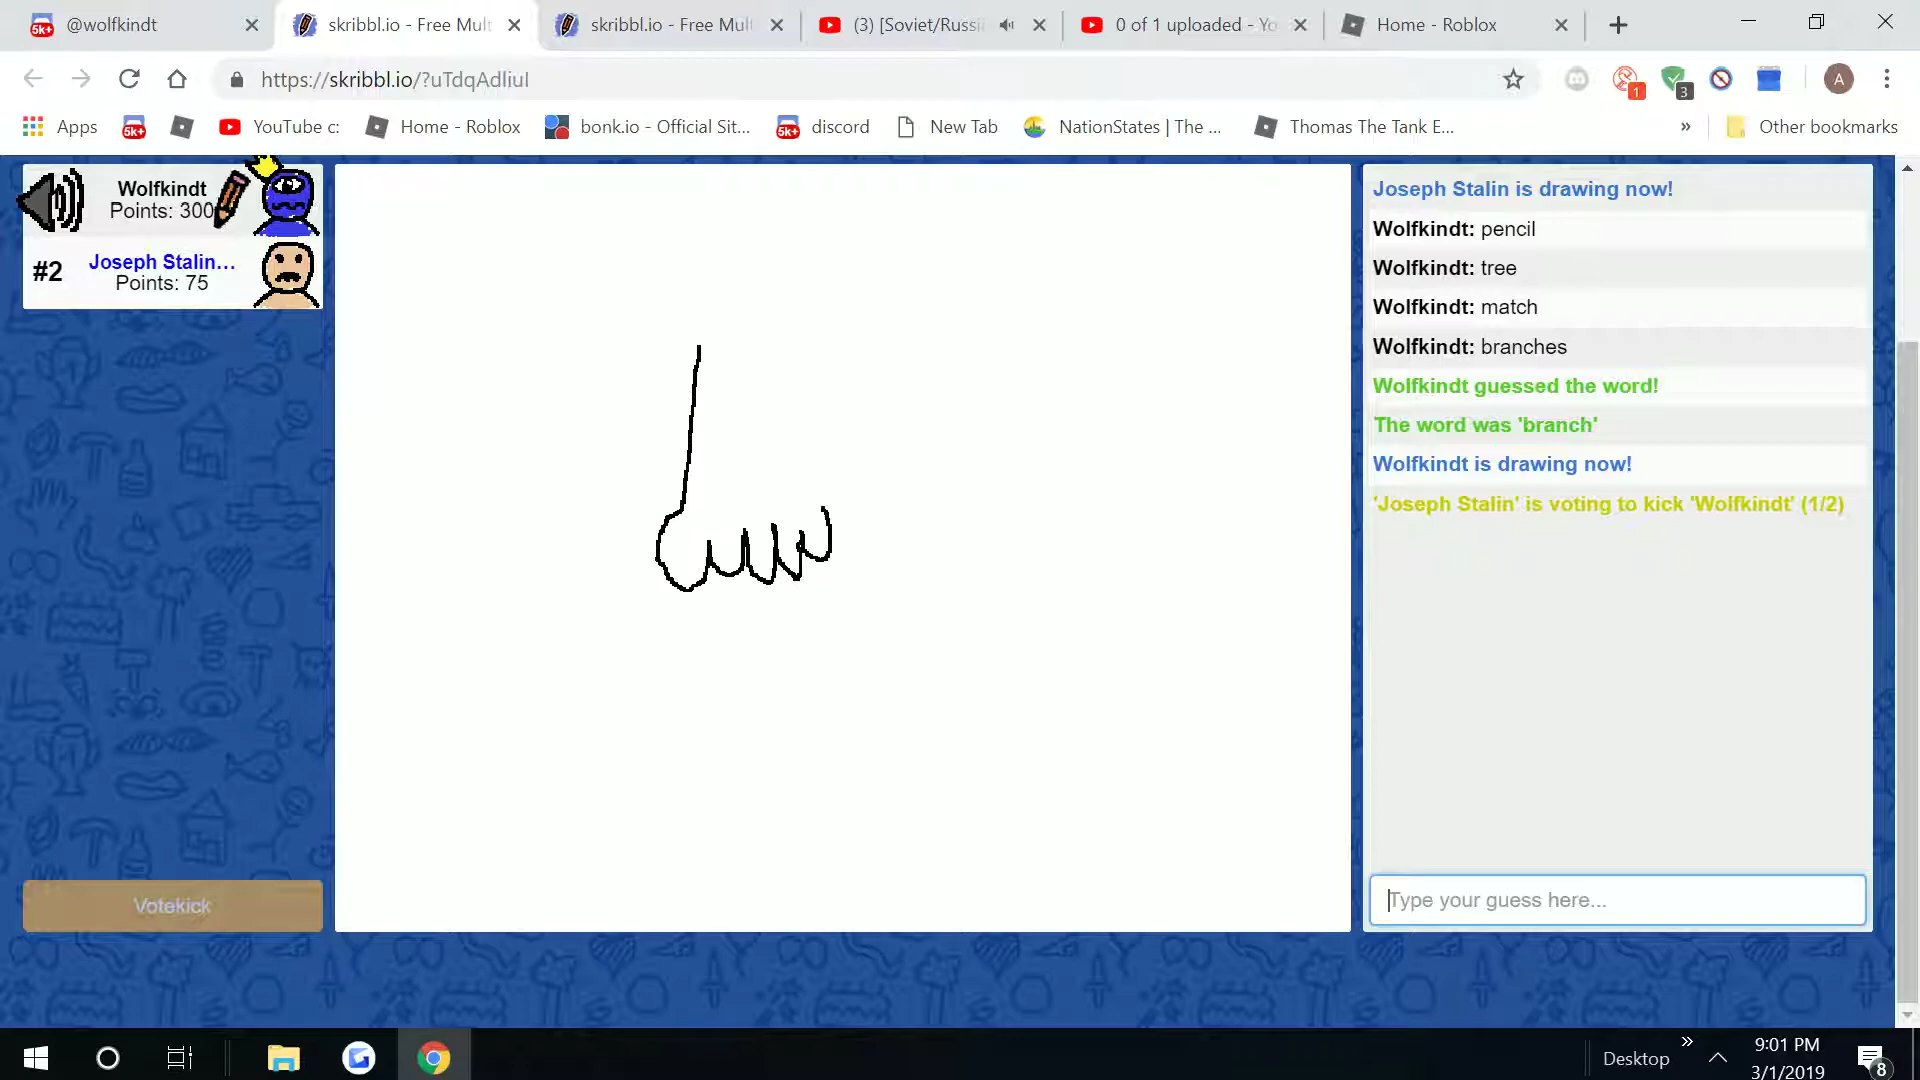 @wolfkindt
skribbl.io - Free Mult
skribbl.io - Free Mult
(3) [Soviet/Russi
0 of 1 uploaded - Yo
Home - Roblox
https://skribbl.io/?uTdqAdliuI
1
3
A
Apps
5k+
YouTube c:
Home - Roblox
bonk.io - Official Sit...
5k+
discord
New Tab
NationStates | The ...
Thomas The Tank E...
»
Other bookmarks
Wolfkindt
Points: 300
#2
Joseph Stalin...
Points: 75
Votekick
Joseph Stalin is drawing now!
Wolfkindt: pencil
Wolfkindt: tree
Wolfkindt: match
Wolfkindt: branches
Wolfkindt guessed the word!
The word was 'branch'
Wolfkindt is drawing now!
'Joseph Stalin' is voting to kick 'Wolfkindt' (1/2)
Type your guess here...
Desktop
»
9:01 PM
3/1/2019
8